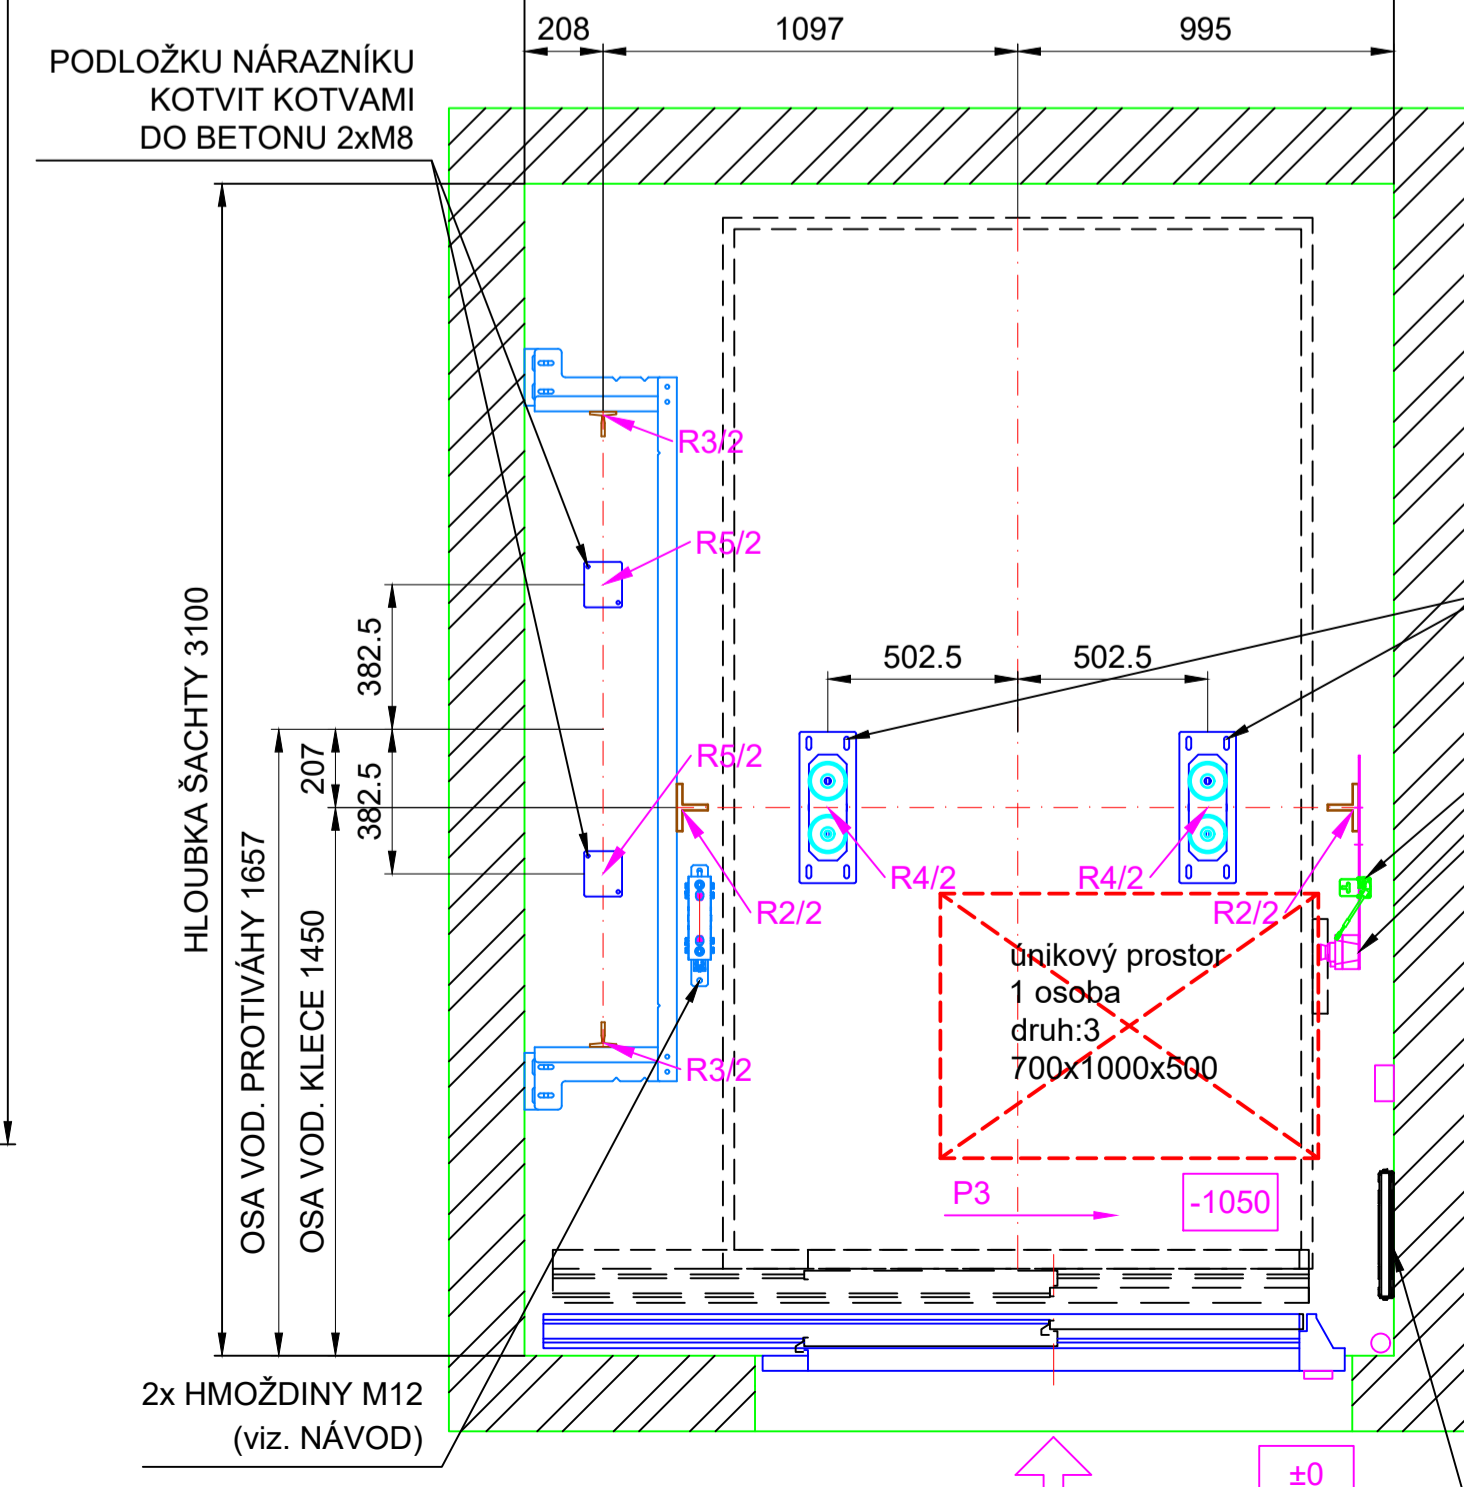 208
1097
995
PODLOŽKU NÁRAZNÍKU
KOTVIT KOTVAMI
DO BETONU 2xM8
R3/2
R5/2
HLOUBKA ŠACHTY 3100
382.5
502.5
502.5
207
382.5
R5/2
OSA VOD. PROTIVÁHY 1657
OSA VOD. KLECE 1450
R4/2
R4/2
R2/2
R2/2
únikový prostor
1 osoba
druh:3
700x1000x500
R3/2
P3
-1050
2x HMOŽDINY M12
(viz. NÁVOD)
±0